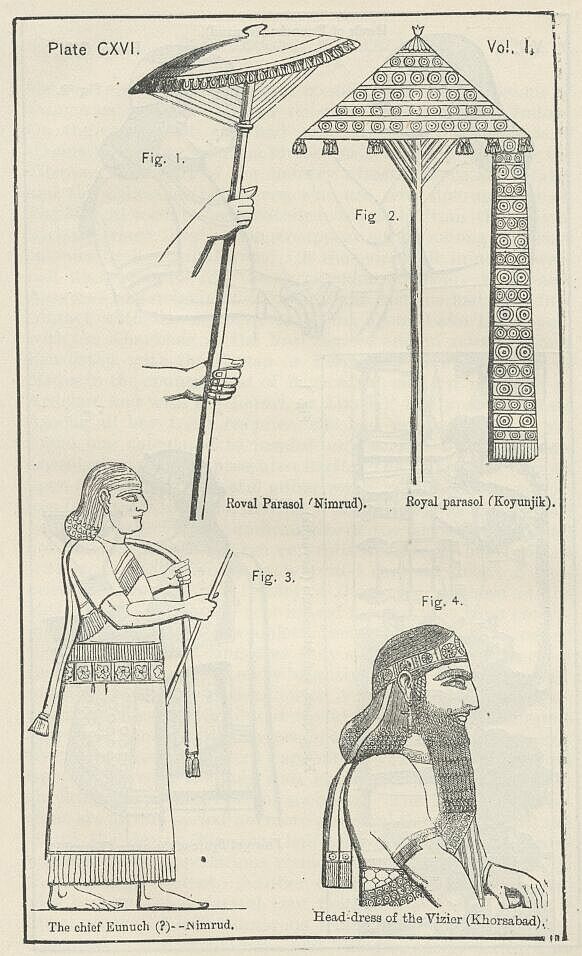 Plate CXVI.
Vol. I.
Fig. 1.
Fig 2.
Royal Parasol (Nimrud).
Royal parasol (Koyunjik).
Fig. 3.
Fig. 4.
The chief Eunuch (?)--Nimrud.
Head-dress of the Vizier (Khorsabad).